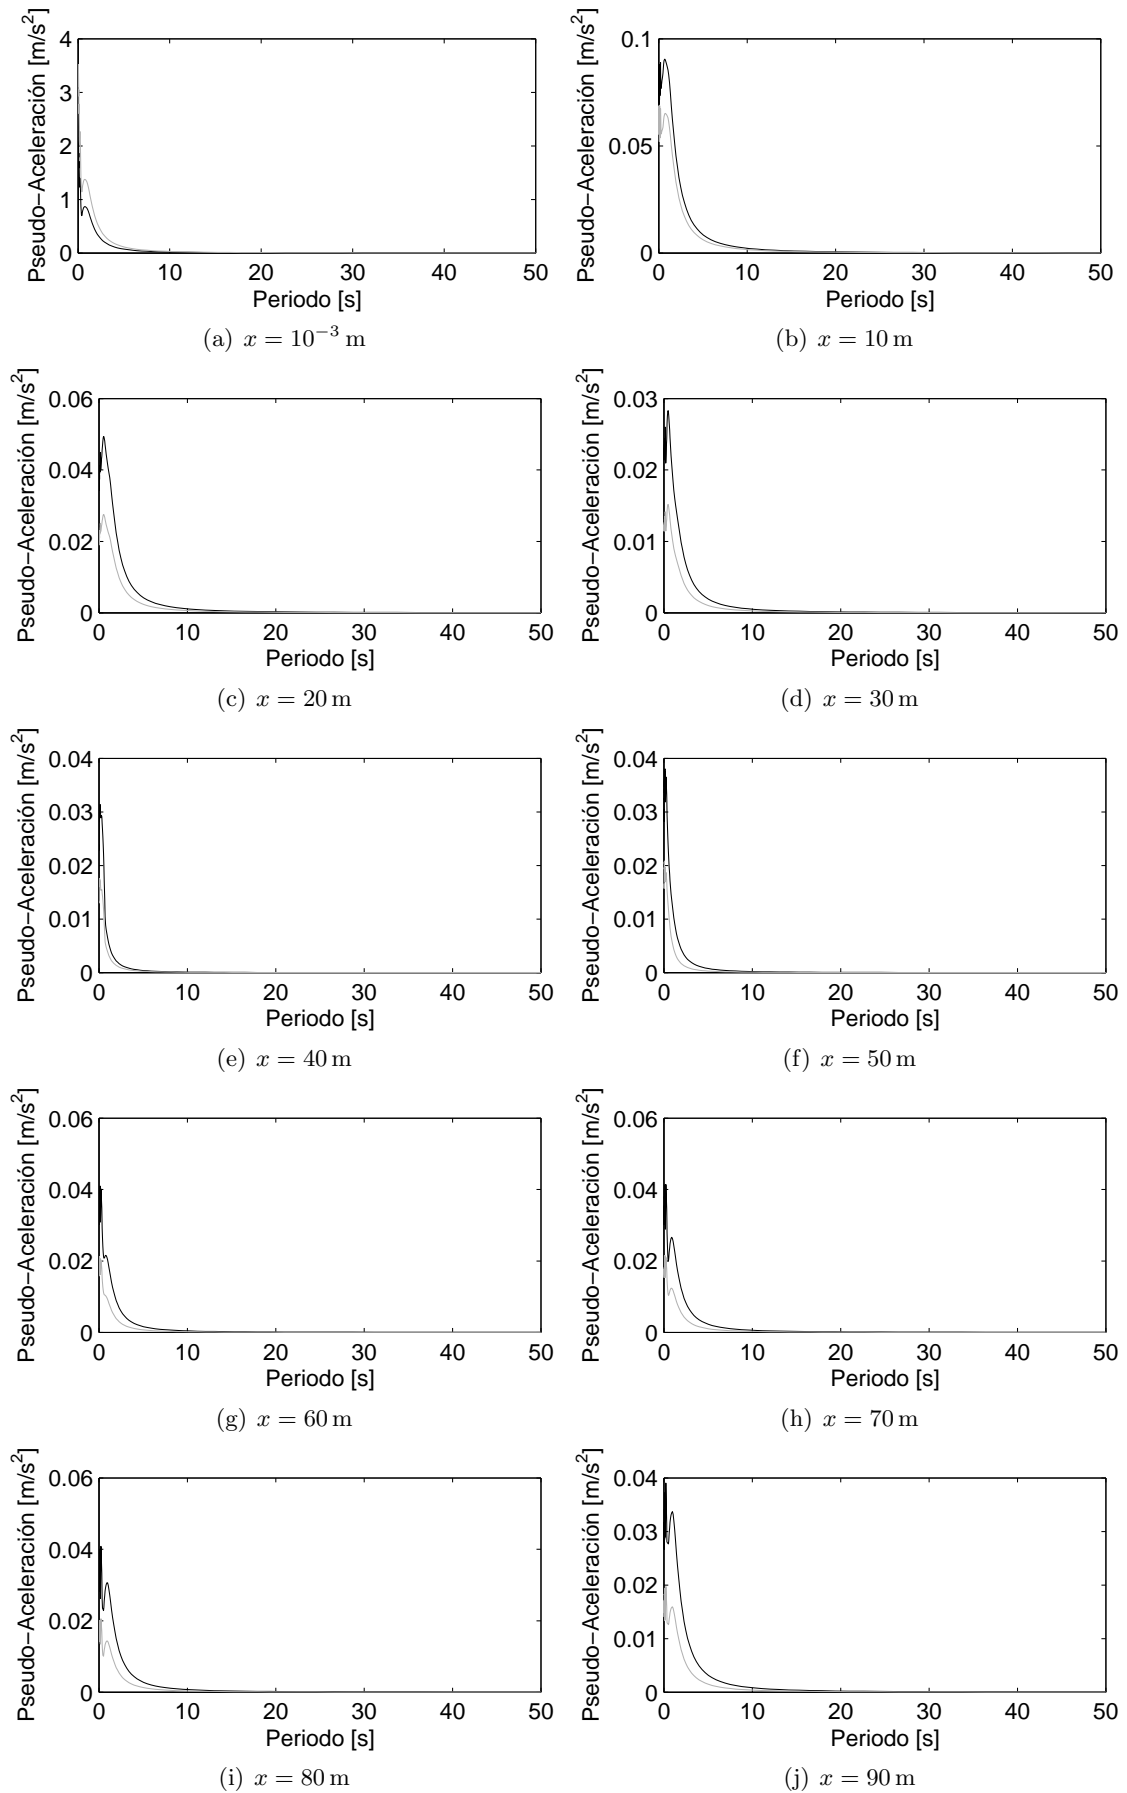 Pseudo−Aceleración [m/s²]
4
3
2
1
0
0 10 20 30 40 50
Periodo [s]
(a) x = 10⁻³ m
Pseudo−Aceleración [m/s²]
0.1
0.05
0
0 10 20 30 40 50
Periodo [s]
(b) x = 10 m
Pseudo−Aceleración [m/s²]
0.06
0.04
0.02
0
0 10 20 30 40 50
Periodo [s]
(c) x = 20 m
Pseudo−Aceleración [m/s²]
0.03
0.02
0.01
0
0 10 20 30 40 50
Periodo [s]
(d) x = 30 m
Pseudo−Aceleración [m/s²]
0.04
0.03
0.02
0.01
0
0 10 20 30 40 50
Periodo [s]
(e) x = 40 m
Pseudo−Aceleración [m/s²]
0.04
0.03
0.02
0.01
0
0 10 20 30 40 50
Periodo [s]
(f) x = 50 m
Pseudo−Aceleración [m/s²]
0.06
0.04
0.02
0
0 10 20 30 40 50
Periodo [s]
(g) x = 60 m
Pseudo−Aceleración [m/s²]
0.06
0.04
0.02
0
0 10 20 30 40 50
Periodo [s]
(h) x = 70 m
Pseudo−Aceleración [m/s²]
0.06
0.04
0.02
0
0 10 20 30 40 50
Periodo [s]
(i) x = 80 m
Pseudo−Aceleración [m/s²]
0.04
0.03
0.02
0.01
0
0 10 20 30 40 50
Periodo [s]
(j) x = 90 m